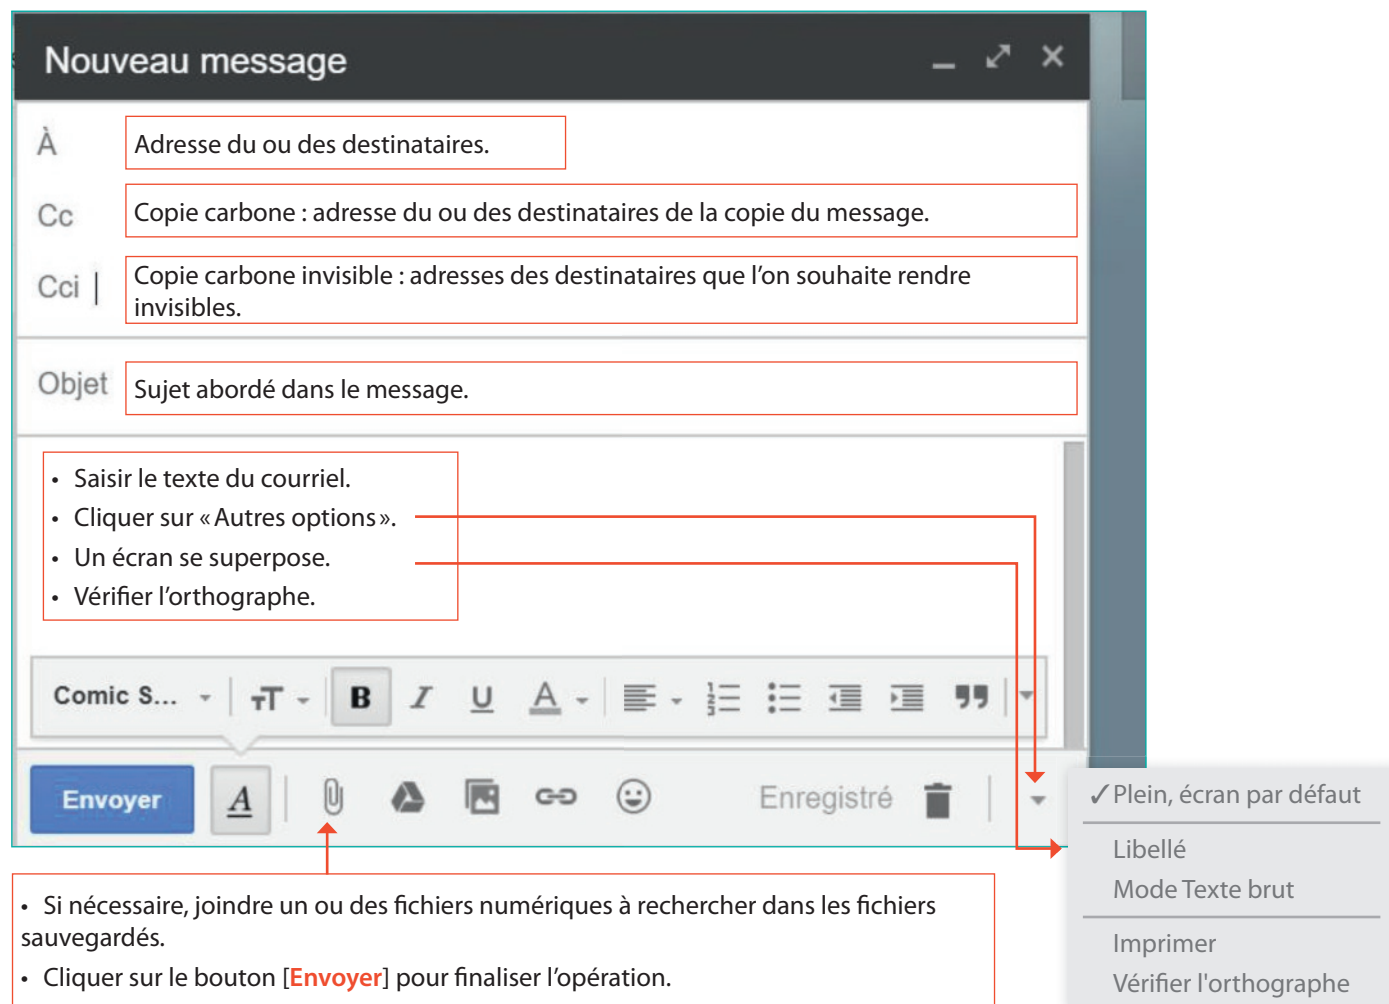 Nouveau message
À Adresse du ou des destinataires.
Cc Copie carbone : adresse du ou des destinataires de la copie du message.
Cci Copie carbone invisible : adresses des destinataires que l’on souhaite rendre
invisibles.
Objet Sujet abordé dans le message.
• Saisir le texte du courriel.
• Cliquer sur « Autres options ».
• Un écran se superpose.
• Vérifier l’orthographe.
Comic S... TT B I U A
Envoyer A Enregistré
✓ Plein, écran par défaut
Libellé
Mode Texte brut
Imprimer
Vérifier l'orthographe
• Si nécessaire, joindre un ou des fichiers numériques à rechercher dans les fichiers
sauvegardés.
• Cliquer sur le bouton [Envoyer] pour finaliser l’opération.